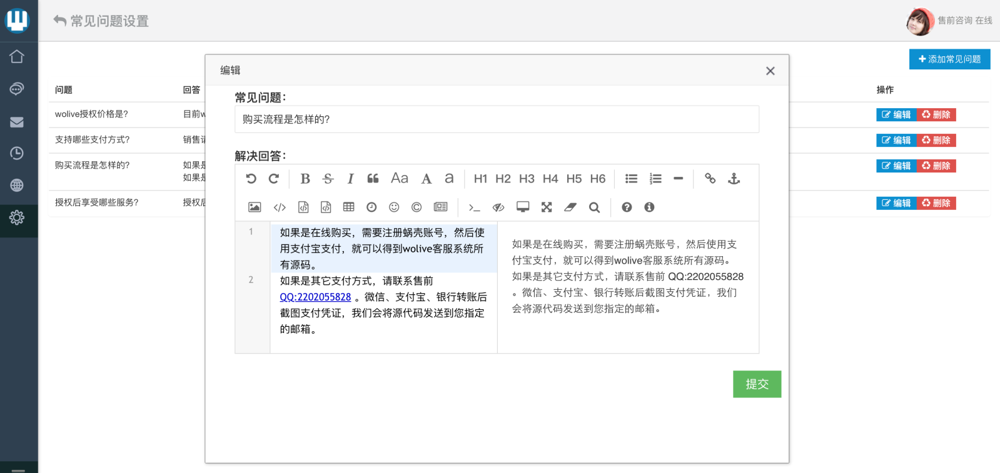 常见问题设置
售前咨询 在线
添加常见问题
问题 回答 操作
wolive授权价格是? 目前w 编辑 删除
支持哪些支付方式? 销售请 编辑 删除
购买流程是怎样的? 如果是 编辑 删除
如果是
授权后享受哪些服务? 授权后 编辑 删除
编辑
常见问题：
购买流程是怎样的?
解决回答：
B S I Aa A a H1 H2 H3 H4 H5 H6
1 如果是在线购买，需要注册蜗壳账号，然后使
用支付宝支付，就可以得到wolive客服系统所
有源码。
2 如果是其它支付方式，请联系售前
QQ:2202055828 。微信、支付宝、银行转账后
截图支付凭证，我们会将源代码发送到您指定
的邮箱。
如果是在线购买，需要注册蜗壳账号，然后使用支
付宝支付，就可以得到wolive客服系统所有源码。
如果是其它支付方式，请联系售前 QQ:2202055828
。微信、支付宝、银行转账后截图支付凭证，我们
会将源代码发送到您指定的邮箱。
提交